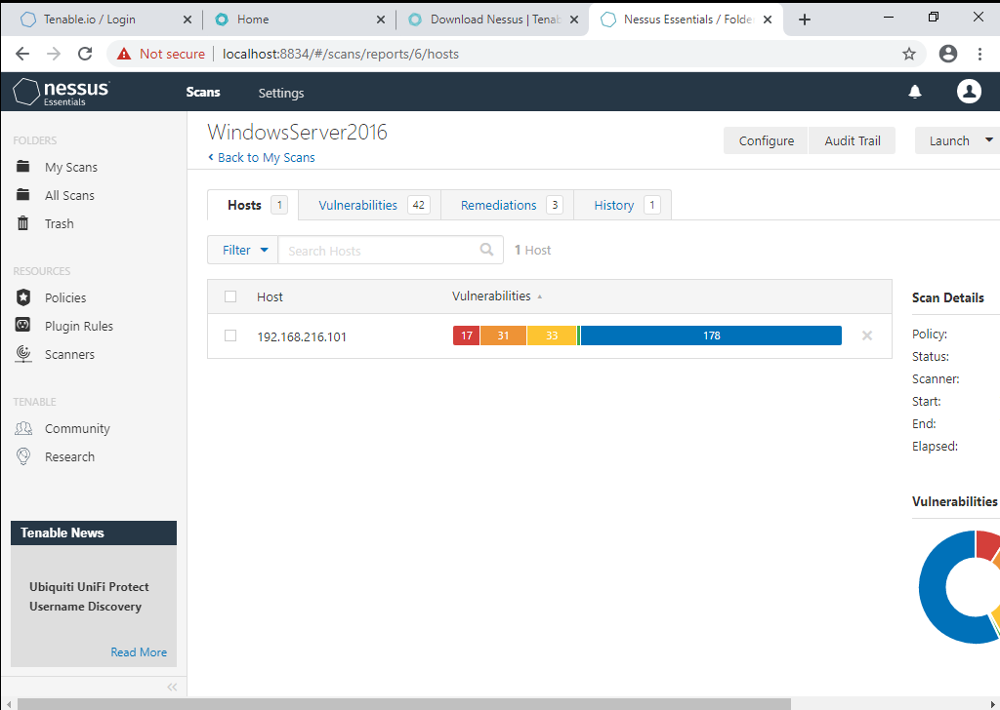 Tenable.io / Login
Home
Download Nessus | Tenab
Nessus Essentials / Folde
Not secure
localhost:8834/#/scans/reports/6/hosts
nessus
Essentials
Scans
Settings
FOLDERS
My Scans
All Scans
Trash
RESOURCES
Policies
Plugin Rules
Scanners
TENABLE
Community
Research
Tenable News
Ubiquiti UniFi Protect
Username Discovery
Read More
WindowsServer2016
Back to My Scans
Configure
Audit Trail
Launch
Hosts 1
Vulnerabilities 42
Remediations 3
History 1
Filter
Search Hosts
1 Host
Host
Vulnerabilities
192.168.216.101
17 31 33 178
Scan Details
Policy:
Status:
Scanner:
Start:
End:
Elapsed:
Vulnerabilities